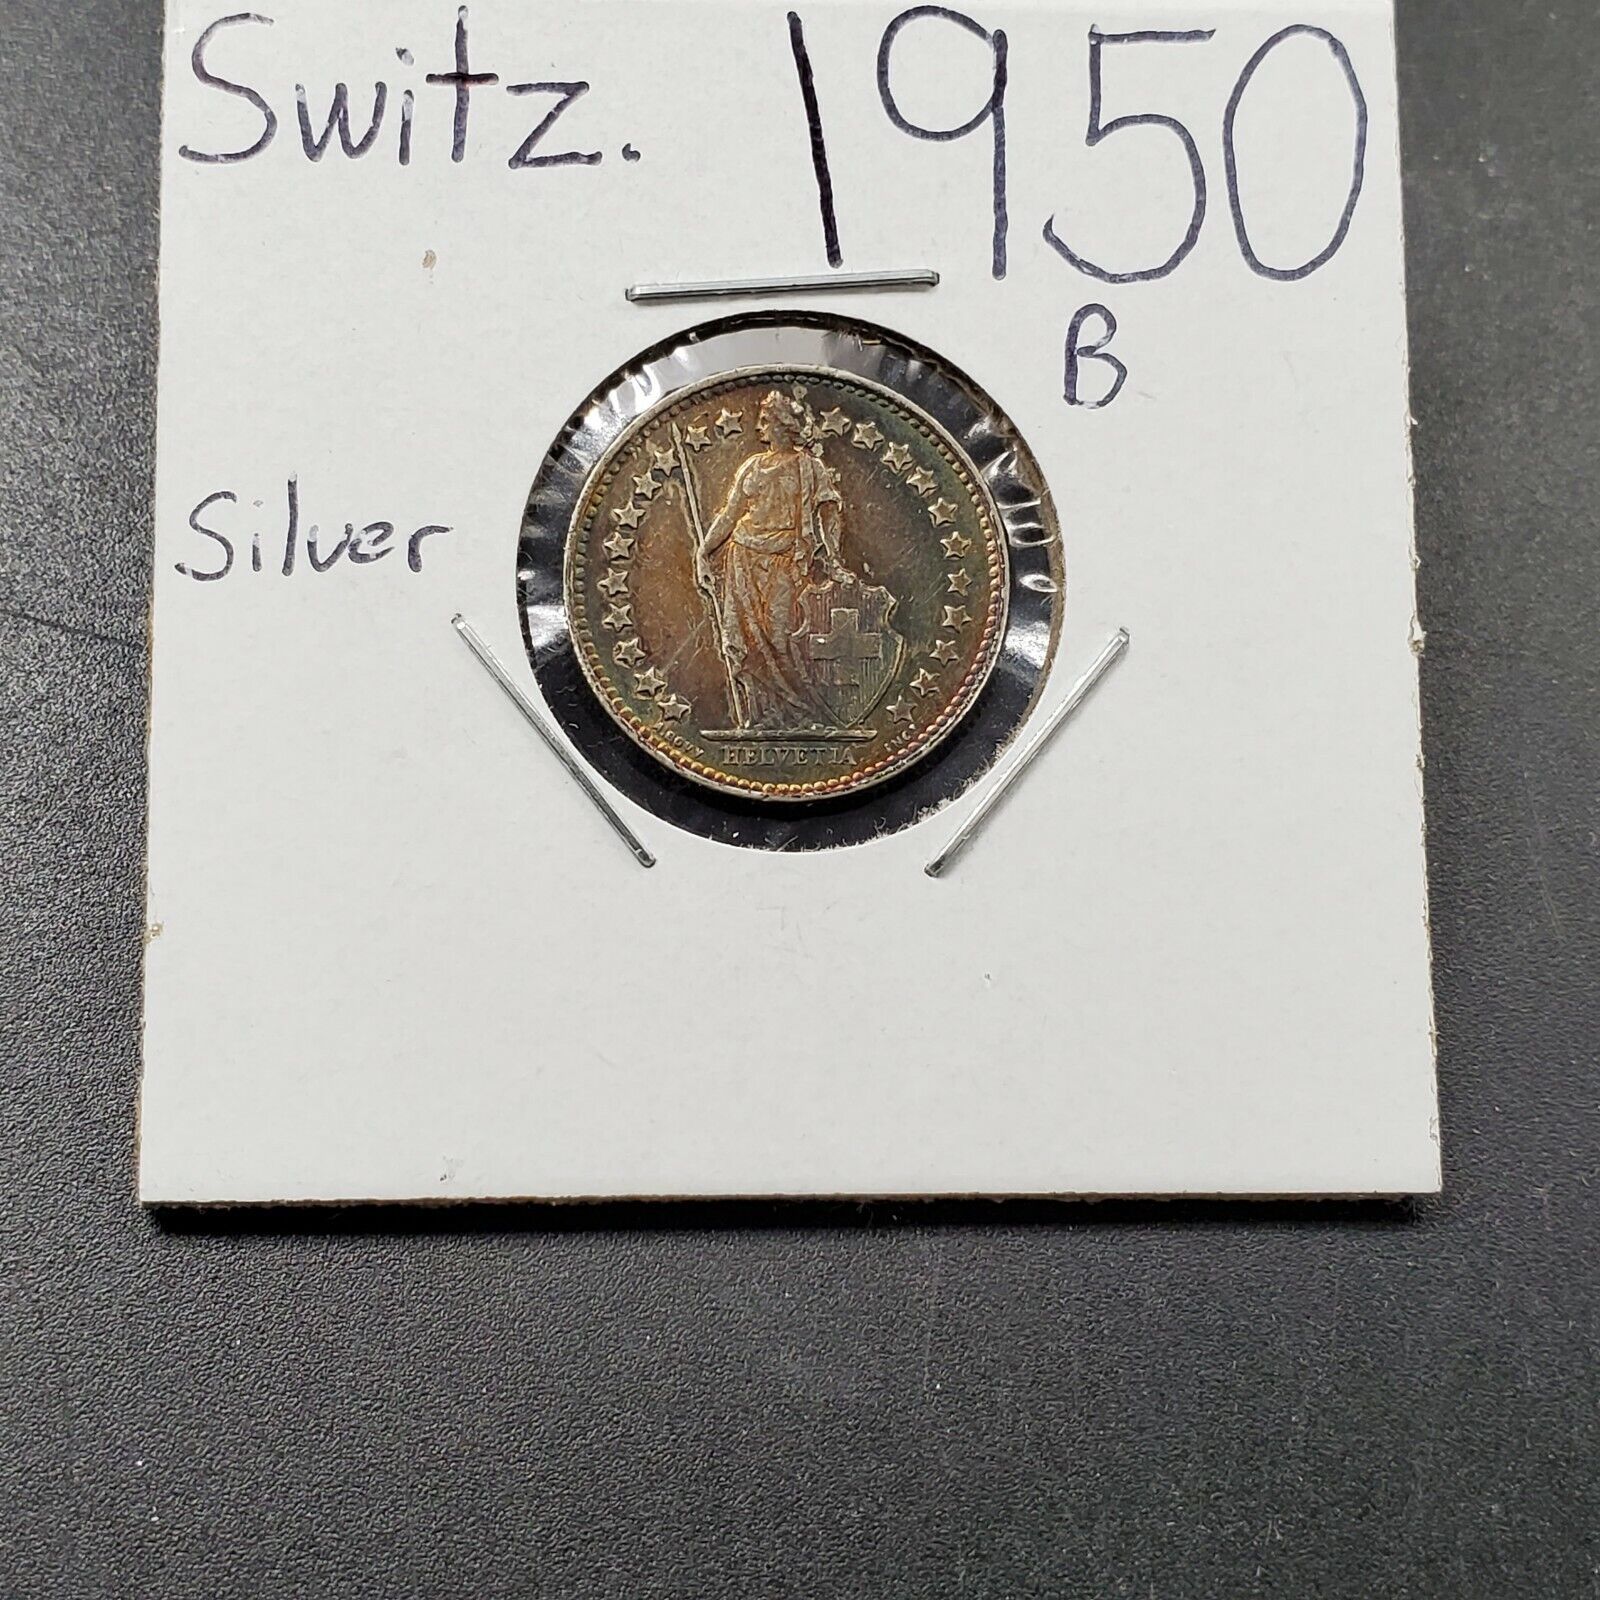 Switz. 1950
B
Silver
HELVETIA